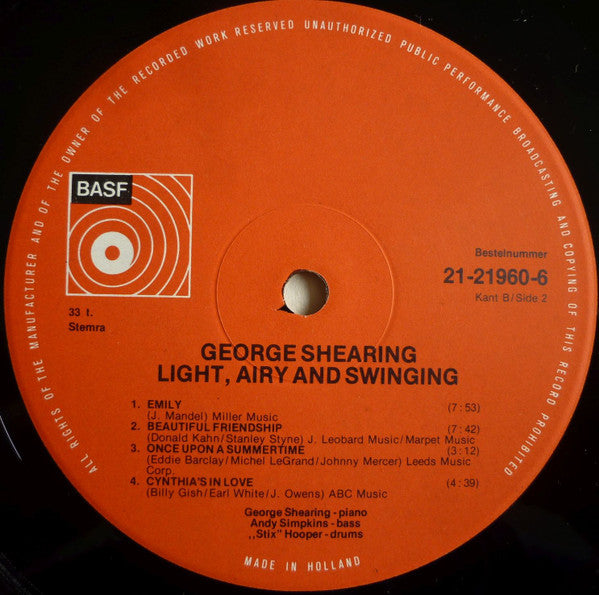 ALL RIGHTS OF THE MANUFACTURER AND OF THE OWNER OF THE RECORDED WORK RESERVED UNAUTHORIZED PUBLIC PERFORMANCE BROADCASTING AND COPYING OF THIS RECORD PROHIBITED
BASF
Bestelnummer
21-21960-6
Kant B/Side 2
33 t.
Stemra
GEORGE SHEARING
LIGHT, AIRY AND SWINGING
1. EMILY (7:53)
(J. Mandel) Miller Music
2. BEAUTIFUL FRIENDSHIP (7:42)
(Donald Kahn/Stanley Styne) J. Leobard Music/Marpet Music
3. ONCE UPON A SUMMERTIME (3:12)
(Eddie Barclay/Michel LeGrand/Johnny Mercer) Leeds Music
Corp.
4. CYNTHIA'S IN LOVE (4:39)
(Billy Gish/Earl White/J. Owens) ABC Music
George Shearing - piano
Andy Simpkins - bass
,,Stix" Hooper - drums
MADE IN HOLLAND